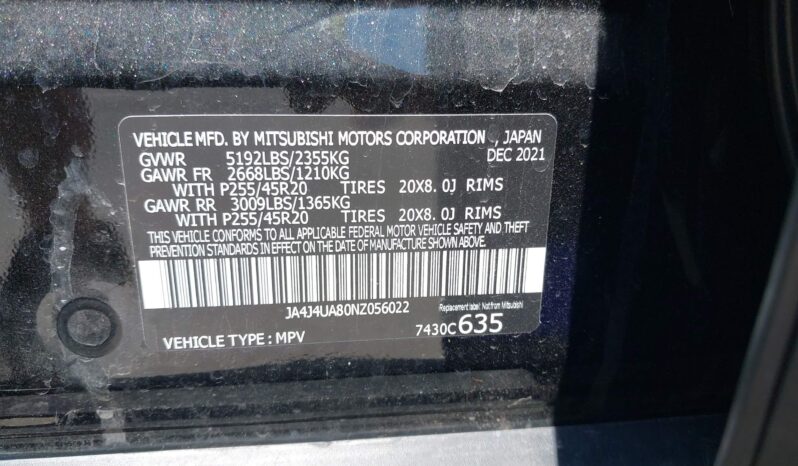 VEHICLE MFD. BY MITSUBISHI MOTORS CORPORATION , JAPAN
GVWR 5192LBS/2355KG DEC 2021
GAWR FR 2668LBS/1210KG
WITH P255/45R20 TIRES 20X8.0J RIMS
GAWR RR 3009LBS/1365KG
WITH P255/45R20 TIRES 20X8.0J RIMS
THIS VEHICLE CONFORMS TO ALL APPLICABLE FEDERAL MOTOR VEHICLE SAFETY AND THEFT
PREVENTION STANDARDS IN EFFECT ON THE DATE OF MANUFACTURE SHOWN ABOVE.
JA4J4UA80NZ056022 Replacement label: Not from Mitsubishi
VEHICLE TYPE : MPV 7430C635